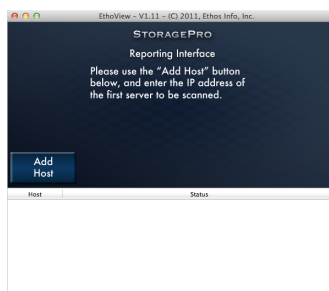 EthoView - V1.11 - (C) 2011, Ethos Info, Inc.
STORAGEPRO
Reporting Interface
Please use the "Add Host" button
below, and enter the IP address of
the first server to be scanned.
Add
Host
Host Status